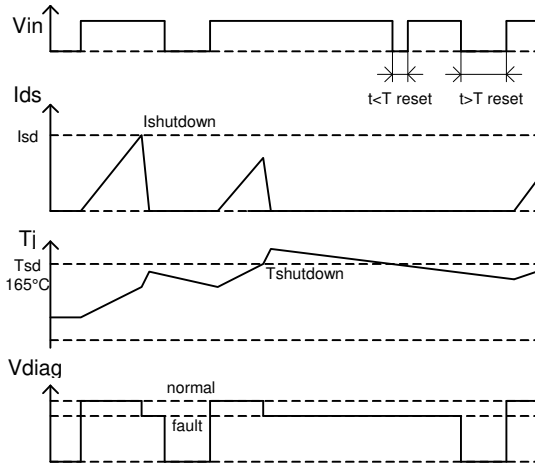 Vin
t<T reset
t>T reset
Ids
Ishutdown
Isd
Tj
Tsd
165°C
Tshutdown
Vdiag
normal
fault